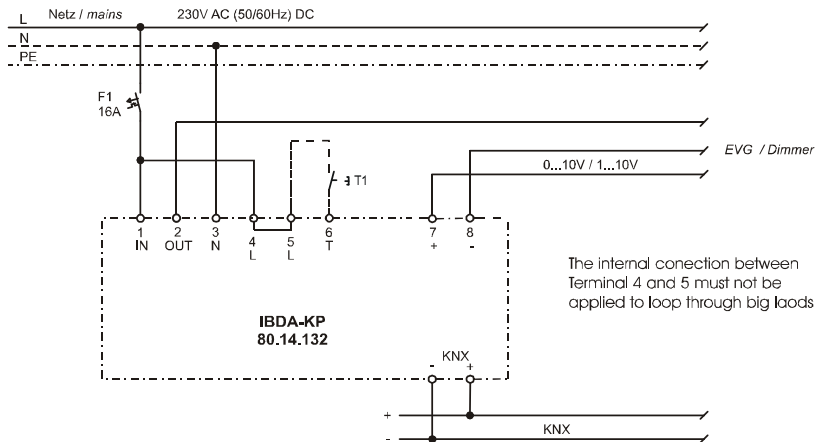 L Netz / mains 230V AC (50/60Hz) DC
N
PE
F1
16A
EVG / Dimmer
0...10V / 1...10V
T1
1 2 3 4 5 6 7 8
IN OUT N L L T + -
The internal conection between
Terminal 4 and 5 must not be
applied to loop through big laods
IBDA-KP
80.14.132
KNX
- +
+
KNX
-